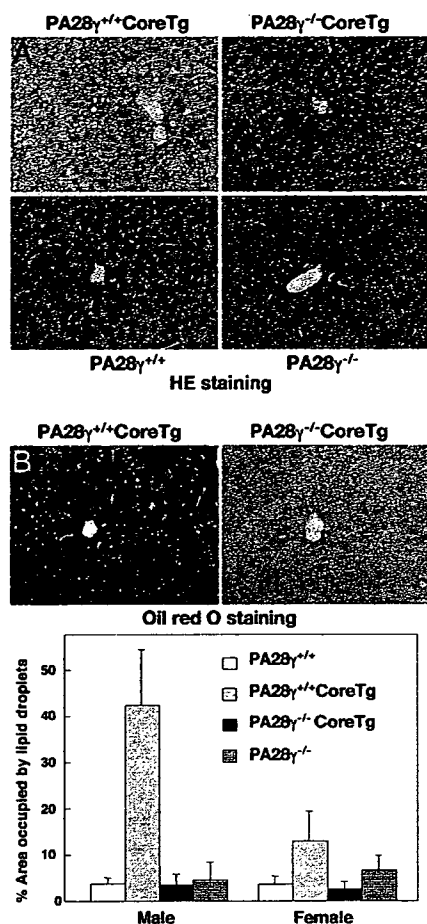 PA28γ+/+CoreTg PA28γ-/-CoreTg
A
PA28γ+/+ PA28γ-/-
HE staining
PA28γ+/+CoreTg PA28γ-/-CoreTg
B
Oil red O staining
% Area occupied by lipid droplets
50
40
30
20
10
0
PA28γ+/+
PA28γ+/+CoreTg
PA28γ-/- CoreTg
PA28γ-/-
Male Female